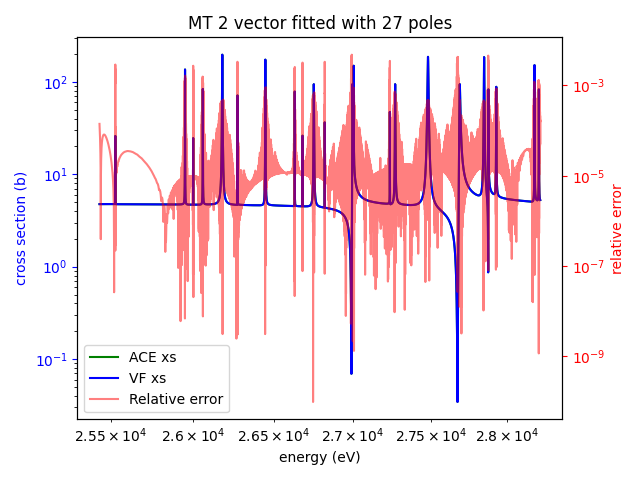 MT 2 vector fitted with 27 poles
10²
10¹
10⁰
10⁻¹
cross section (b)
10⁻³
10⁻⁵
10⁻⁷
10⁻⁹
relative error
ACE xs
VF xs
Relative error
2.55 × 10⁴ 2.6 × 10⁴ 2.65 × 10⁴ 2.7 × 10⁴ 2.75 × 10⁴ 2.8 × 10⁴
energy (eV)